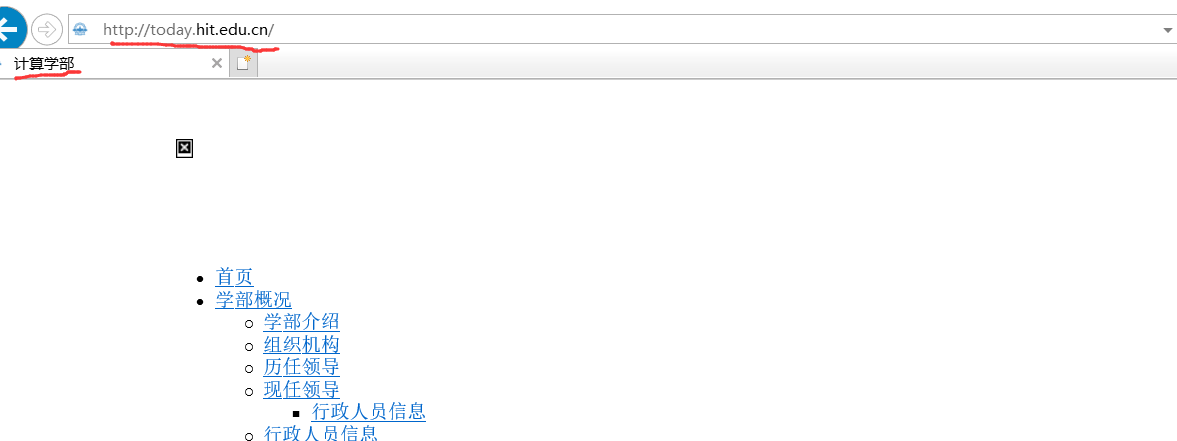 http://today.hit.edu.cn/
计算学部
首页
学部概况
学部介绍
组织机构
历任领导
现任领导
行政人员信息
行政人员信息